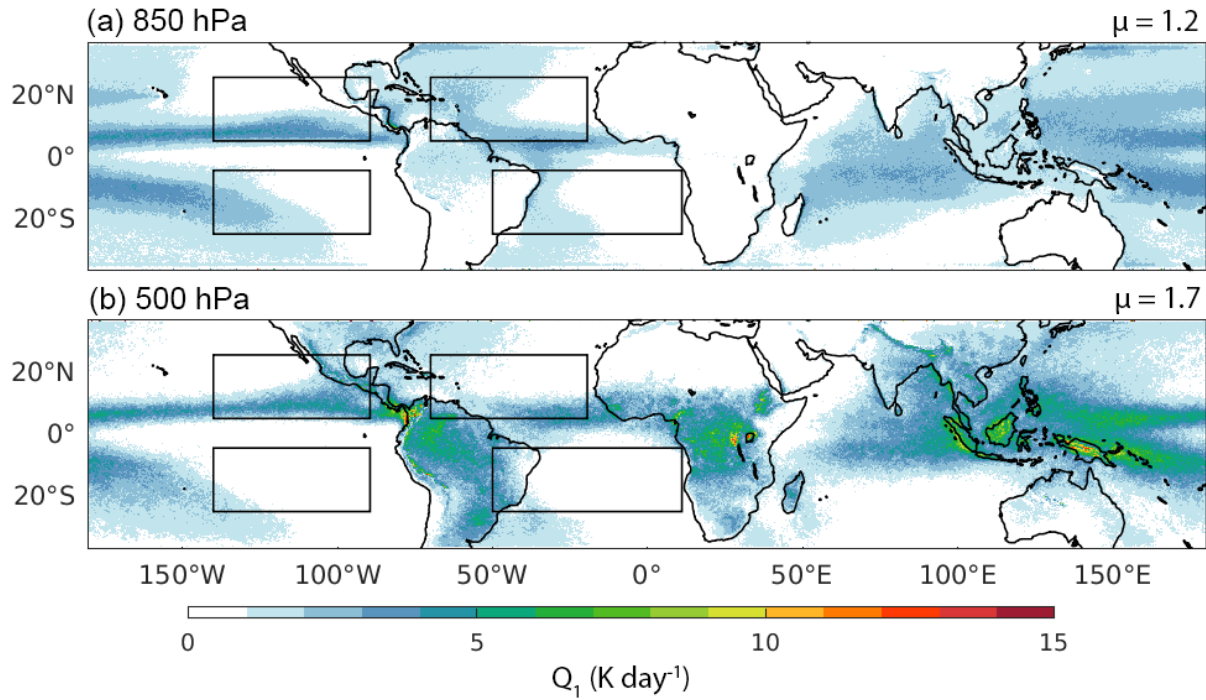 (a) 850 hPa μ = 1.2
20°N
0°
20°S
(b) 500 hPa μ = 1.7
20°N
0°
20°S
150°W 100°W 50°W 0° 50°E 100°E 150°E
0 5 10 15
Q₁ (K day⁻¹)